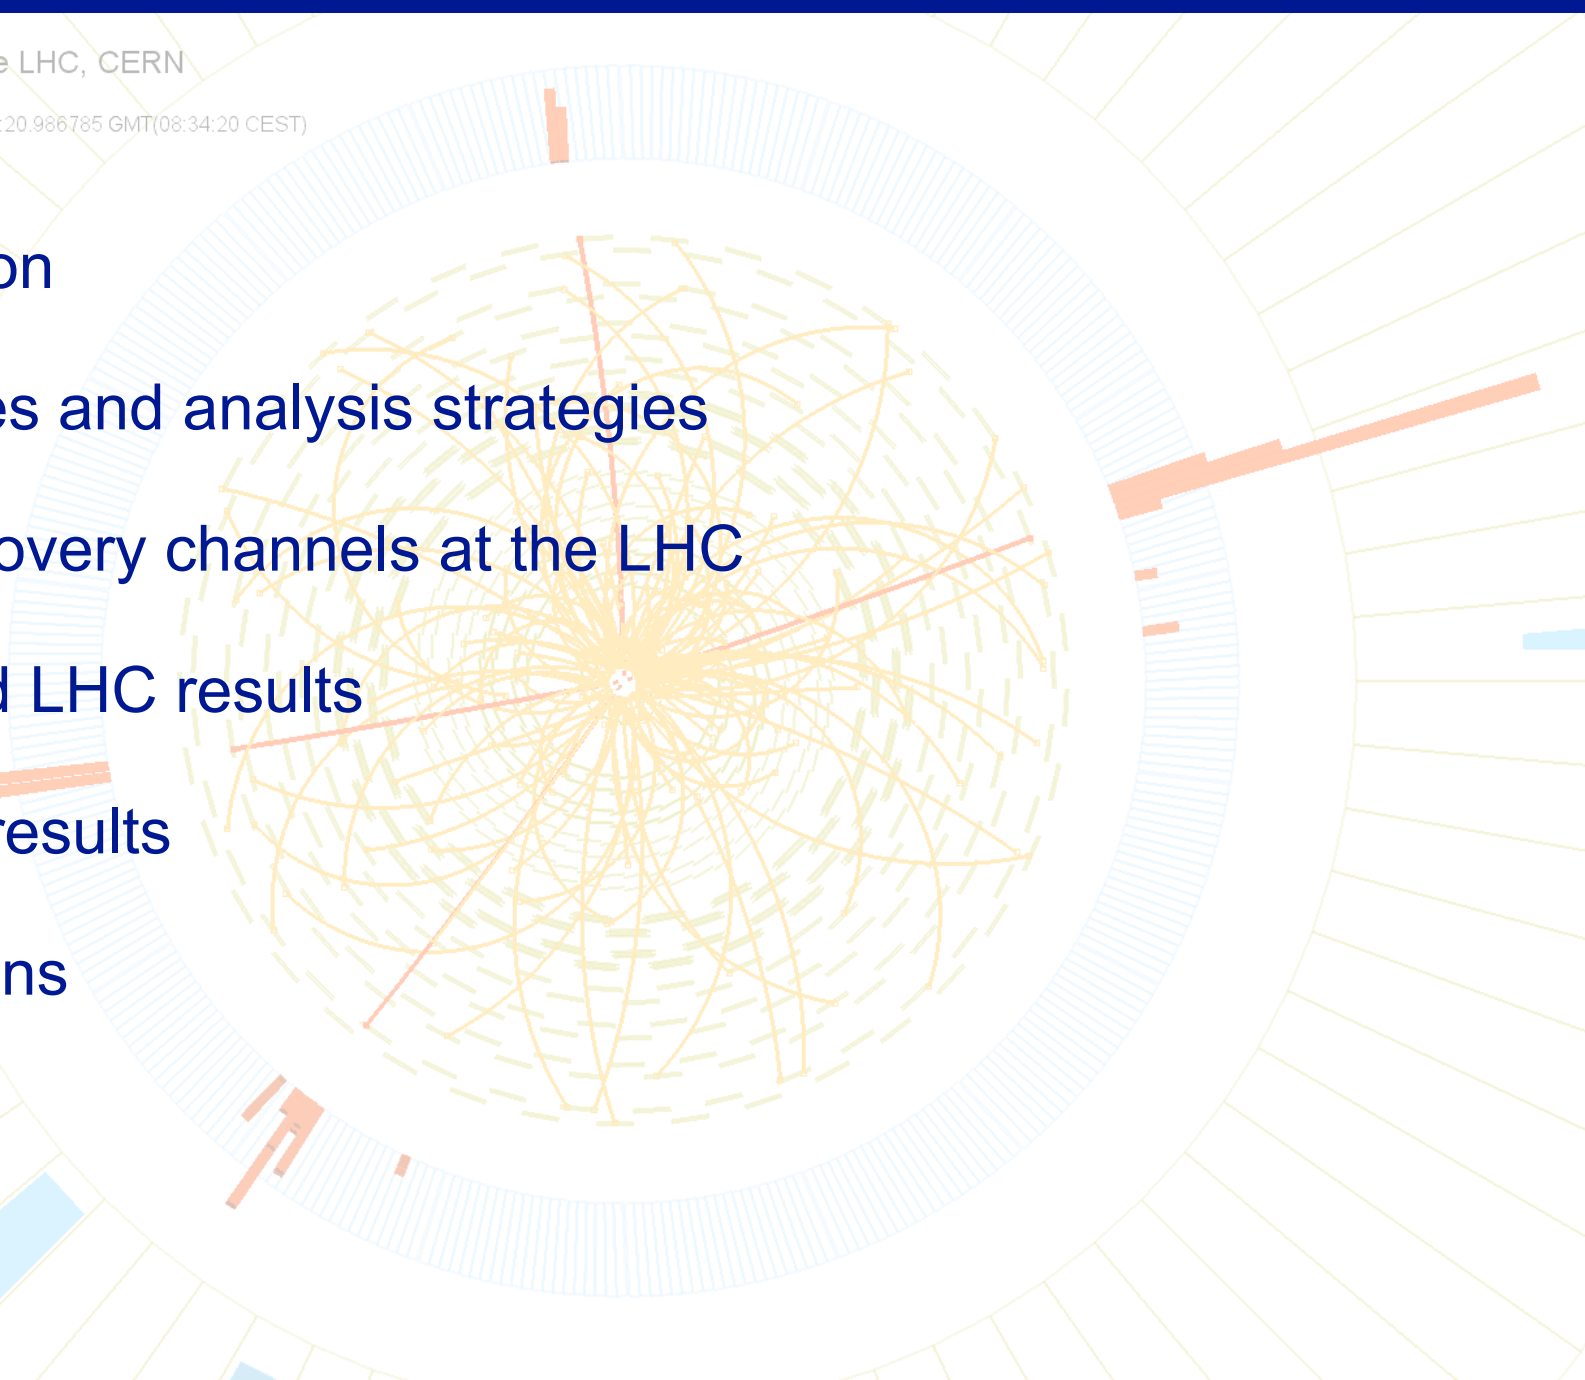 e LHC, CERN
:20.986785 GMT(08:34:20 CEST)
on
es and analysis strategies
overy channels at the LHC
d LHC results
results
ns